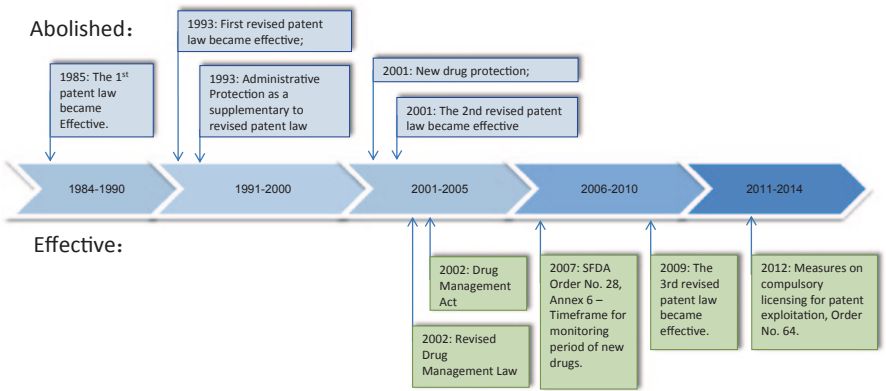 Abolished:
1993: First revised patent
law became effective;
1985: The 1st
patent law
became
Effective.
1993: Administrative
Protection as a
supplementary to
revised patent law
2001: New drug protection;
2001: The 2nd revised patent
law became effective
1984-1990
1991-2000
2001-2005
2006-2010
2011-2014
Effective:
2002: Drug
Management
Act
2002: Revised
Drug
Management Law
2007: SFDA
Order No. 28,
Annex 6 –
Timeframe for
monitoring
period of new
drugs.
2009: The
3rd revised
patent law
became
effective.
2012: Measures on
compulsory
licensing for patent
exploitation, Order
No. 64.